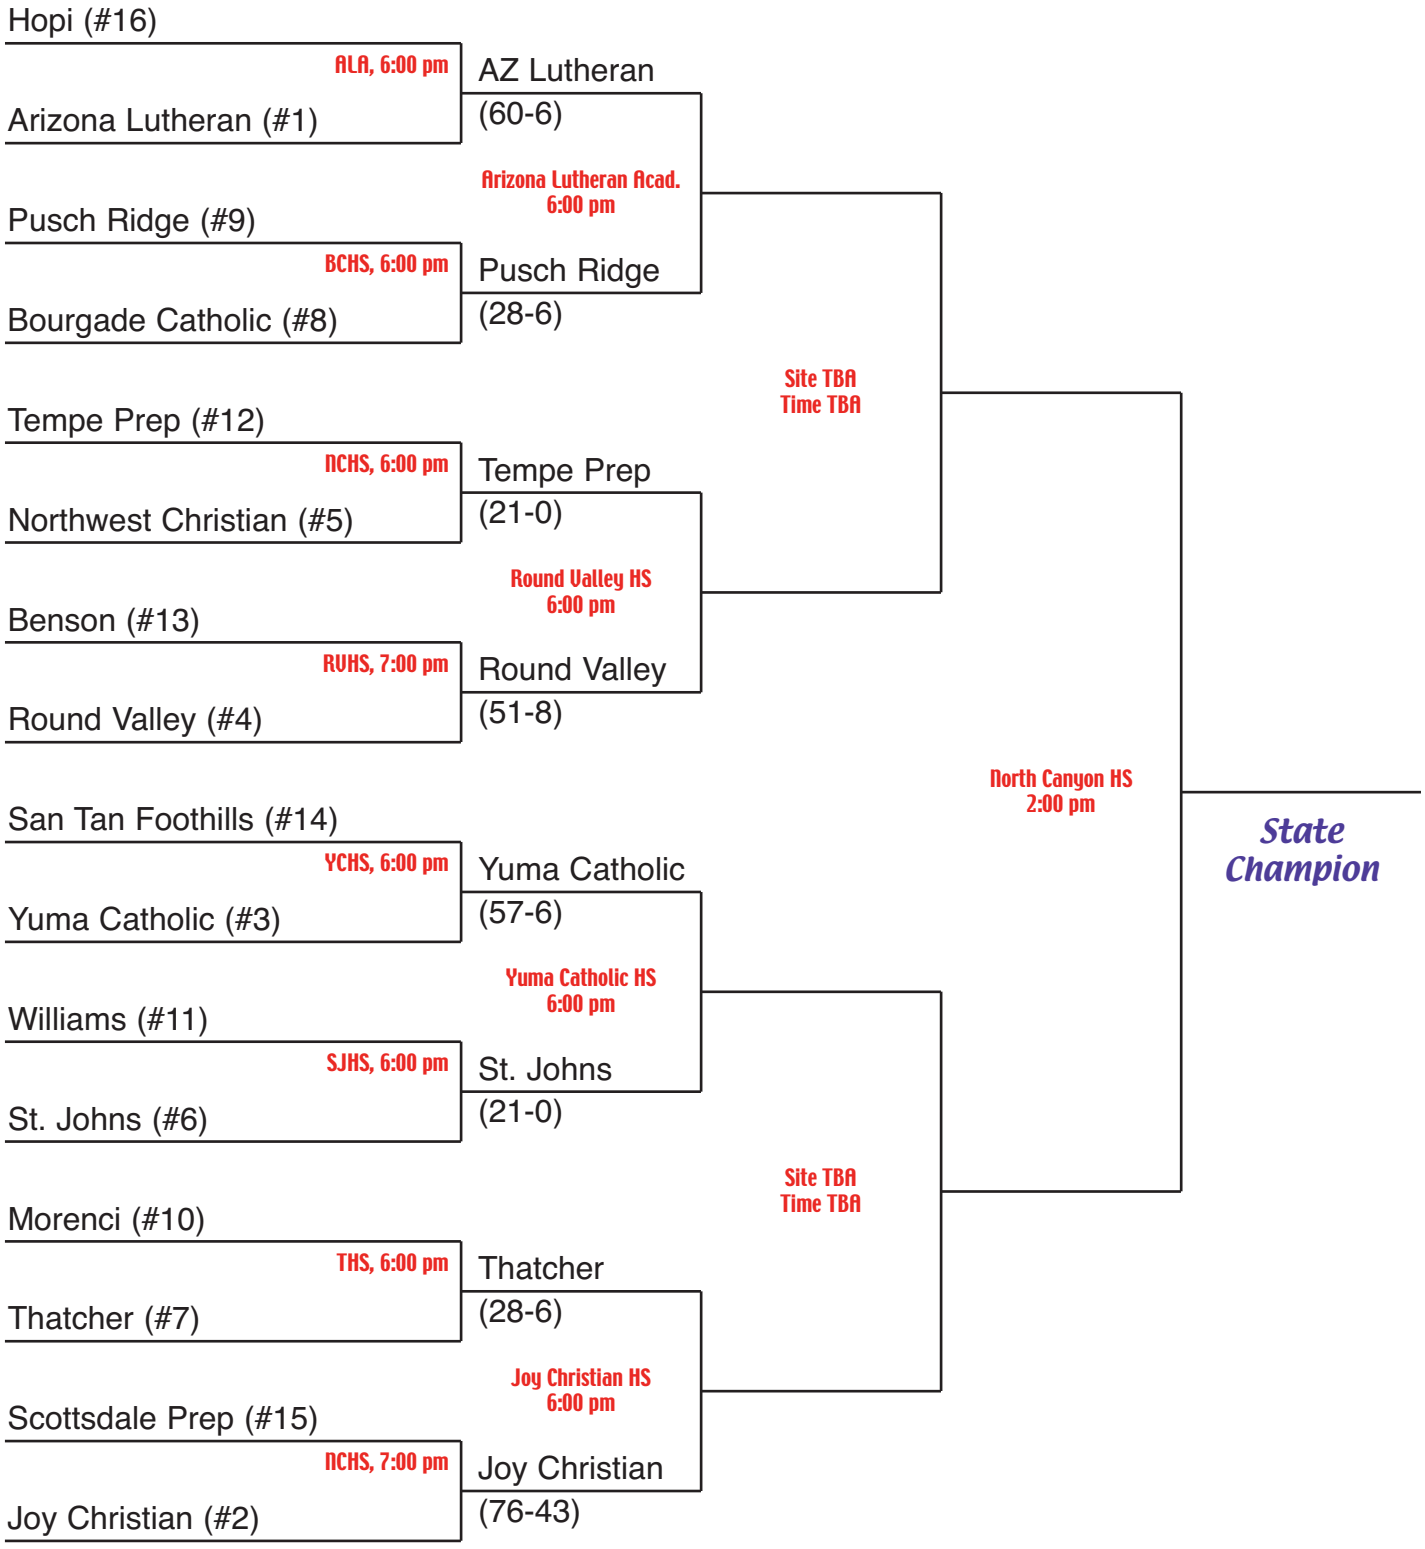 Hopi (#16)
ALA, 6:00 pm
AZ Lutheran
(60-6)
Arizona Lutheran (#1)
Arizona Lutheran Acad.
6:00 pm
Pusch Ridge (#9)
BCHS, 6:00 pm
Pusch Ridge
(28-6)
Bourgade Catholic (#8)
Site TBA
Time TBA
Tempe Prep (#12)
NCHS, 6:00 pm
Tempe Prep
(21-0)
Northwest Christian (#5)
Round Valley HS
6:00 pm
Benson (#13)
RVHS, 7:00 pm
Round Valley
(51-8)
Round Valley (#4)
North Canyon HS
2:00 pm
State
Champion
San Tan Foothills (#14)
YCHS, 6:00 pm
Yuma Catholic
(57-6)
Yuma Catholic (#3)
Yuma Catholic HS
6:00 pm
Williams (#11)
SJHS, 6:00 pm
St. Johns
(21-0)
St. Johns (#6)
Site TBA
Time TBA
Morenci (#10)
THS, 6:00 pm
Thatcher
(28-6)
Thatcher (#7)
Joy Christian HS
6:00 pm
Scottsdale Prep (#15)
NCHS, 7:00 pm
Joy Christian
(76-43)
Joy Christian (#2)